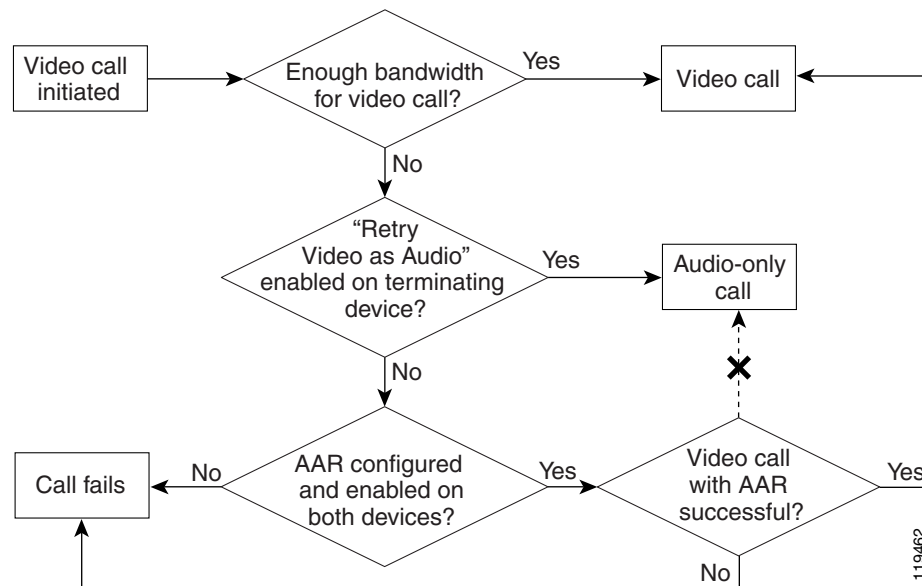 Video call
initiated
Enough bandwidth
for video call?
Yes
Video call
No
“Retry
Video as Audio”
enabled on terminating
device?
Yes
Audio-only
call
No
Call fails
No
AAR configured
and enabled on
both devices?
Yes
Video call
with AAR
successful?
Yes
No
119462